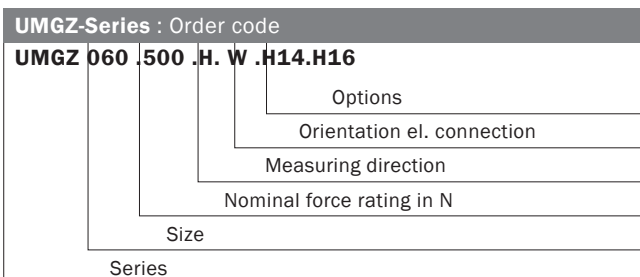 UMGZ-Series : Order code
UMGZ 060 .500 .H. W .H14.H16
Options
Orientation el. connection
Measuring direction
Nominal force rating in N
Size
Series